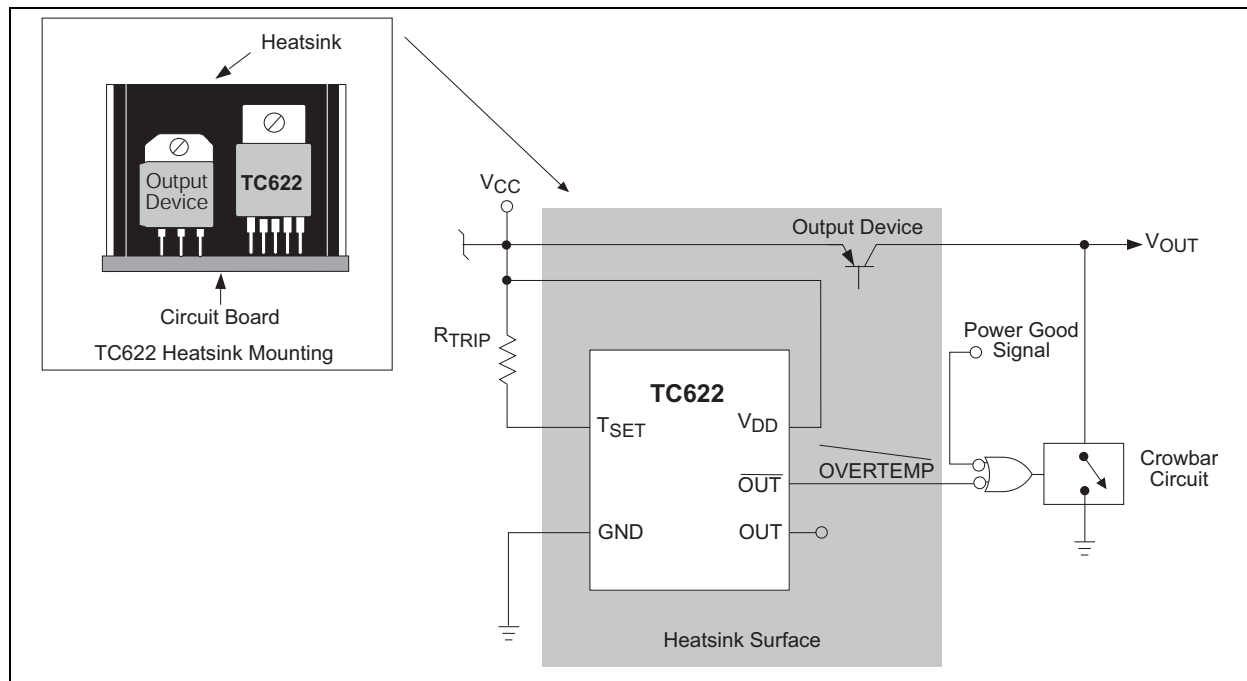 Heatsink
Output
Device
TC622
Circuit Board
TC622 Heatsink Mounting
VCC
Output Device
VOUT
RTRIP
Power Good
Signal
TC622
TSET
VDD
OVERTEMP
OUT
Crowbar
Circuit
GND
OUT
Heatsink Surface